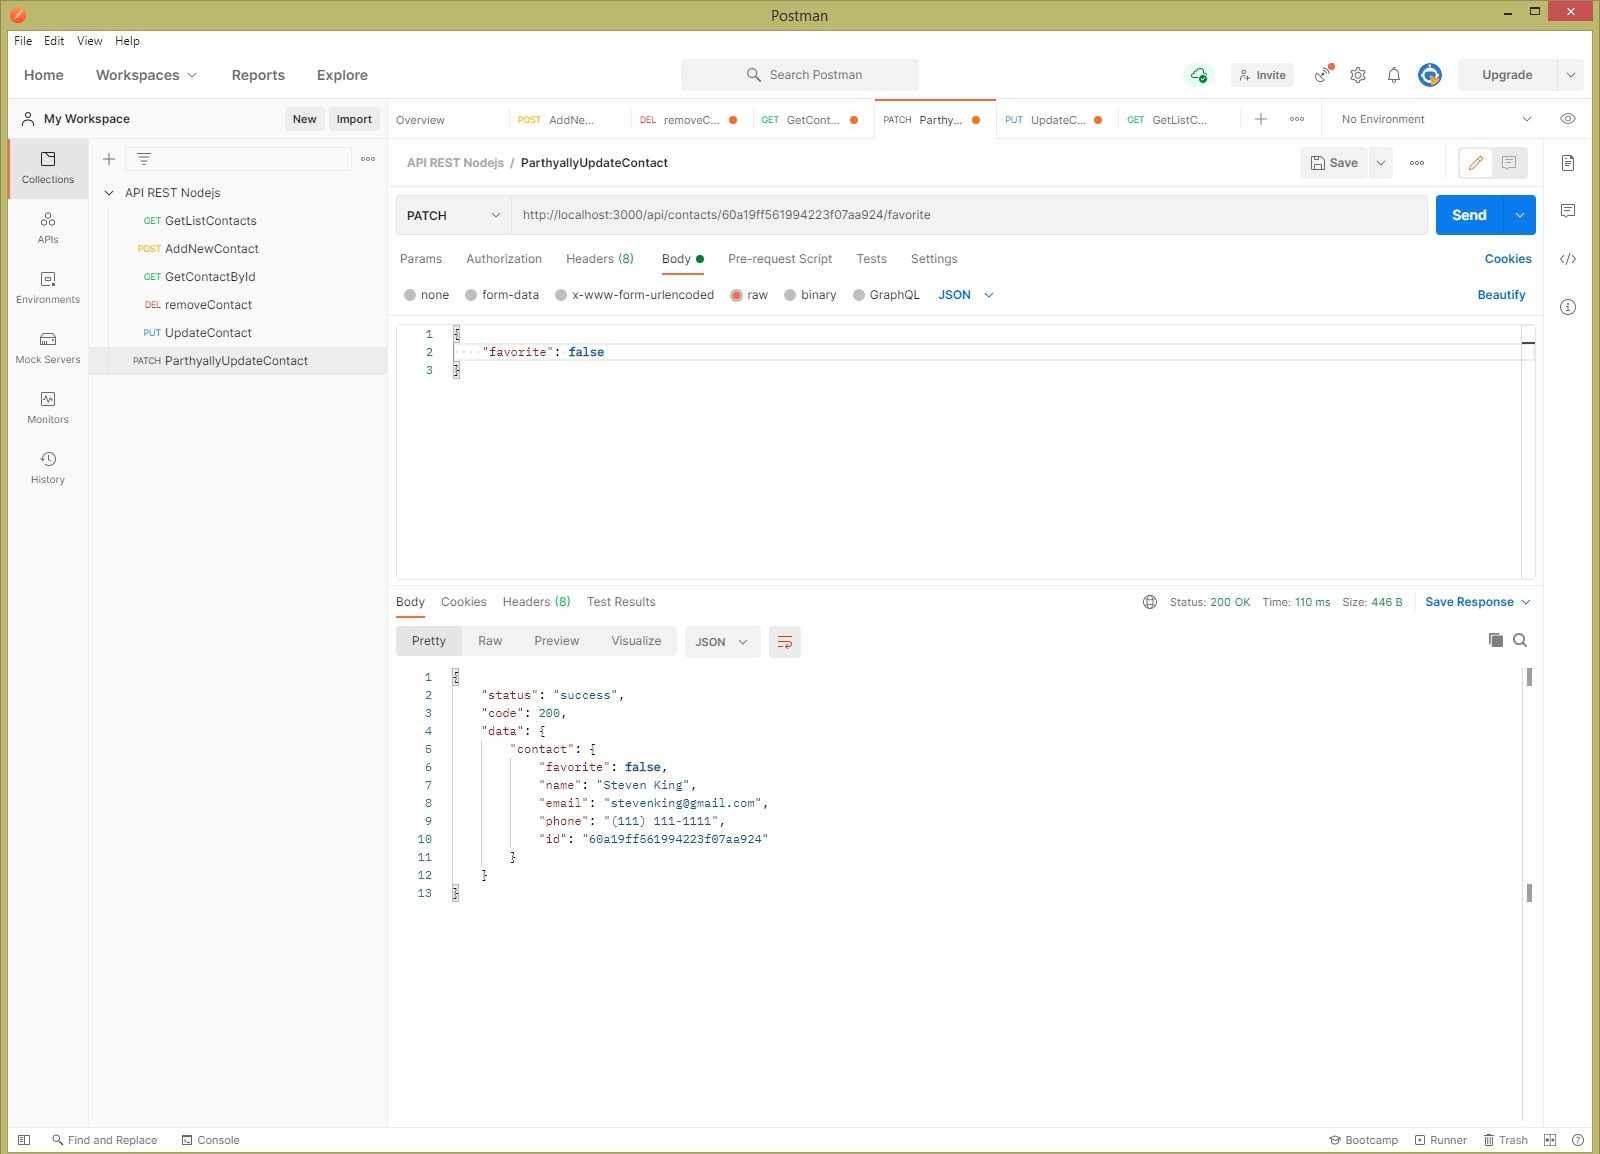 Postman
File Edit View Help
Home Workspaces Reports Explore Search Postman Invite Upgrade
My Workspace New Import
Overview POST AddNe... DEL removeC... GET GetCont... PATCH Parthy... PUT UpdateC... GET GetListC... No Environment
Collections
APIs
Environments
Mock Servers
Monitors
History
API REST Nodejs
GET GetListContacts
POST AddNewContact
GET GetContactById
DEL removeContact
PUT UpdateContact
PATCH ParthyallyUpdateContact
API REST Nodejs / ParthyallyUpdateContact Save
PATCH http://localhost:3000/api/contacts/60a19ff561994223f07aa924/favorite Send
Params Authorization Headers (8) Body Pre-request Script Tests Settings Cookies
none form-data x-www-form-urlencoded raw binary GraphQL JSON Beautify
1 {
2 "favorite": false
3 }
Body Cookies Headers (8) Test Results Status: 200 OK Time: 110 ms Size: 446 B Save Response
Pretty Raw Preview Visualize JSON
1 {
2 "status": "success",
3 "code": 200,
4 "data": {
5 "contact": {
6 "favorite": false,
7 "name": "Steven King",
8 "email": "stevenking@gmail.com",
9 "phone": "(111) 111-1111",
10 "id": "60a19ff561994223f07aa924"
11 }
12 }
13 }
Find and Replace Console Bootcamp Runner Trash